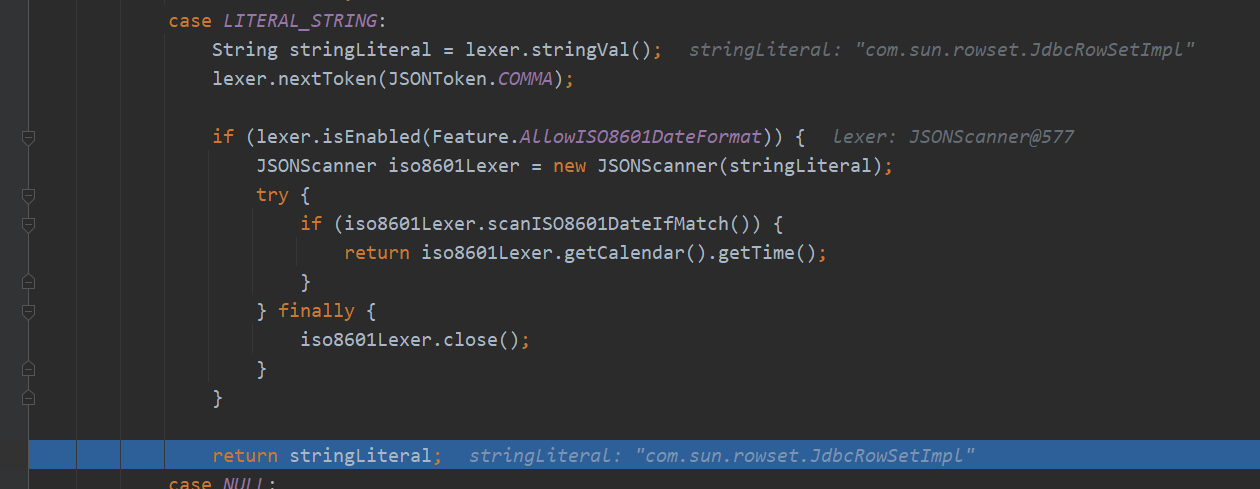 case LITERAL_STRING:
String stringLiteral = lexer.stringVal(); stringLiteral: "com.sun.rowset.JdbcRowSetImpl"
lexer.nextToken(JSONToken.COMMA);
if (lexer.isEnabled(Feature.AllowISO8601DateFormat)) { lexer: JSONScanner@577
JSONScanner iso8601Lexer = new JSONScanner(stringLiteral);
try {
if (iso8601Lexer.scanISO8601DateIfMatch()) {
return iso8601Lexer.getCalendar().getTime();
}
} finally {
iso8601Lexer.close();
}
}
return stringLiteral; stringLiteral: "com.sun.rowset.JdbcRowSetImpl"
case NULL: